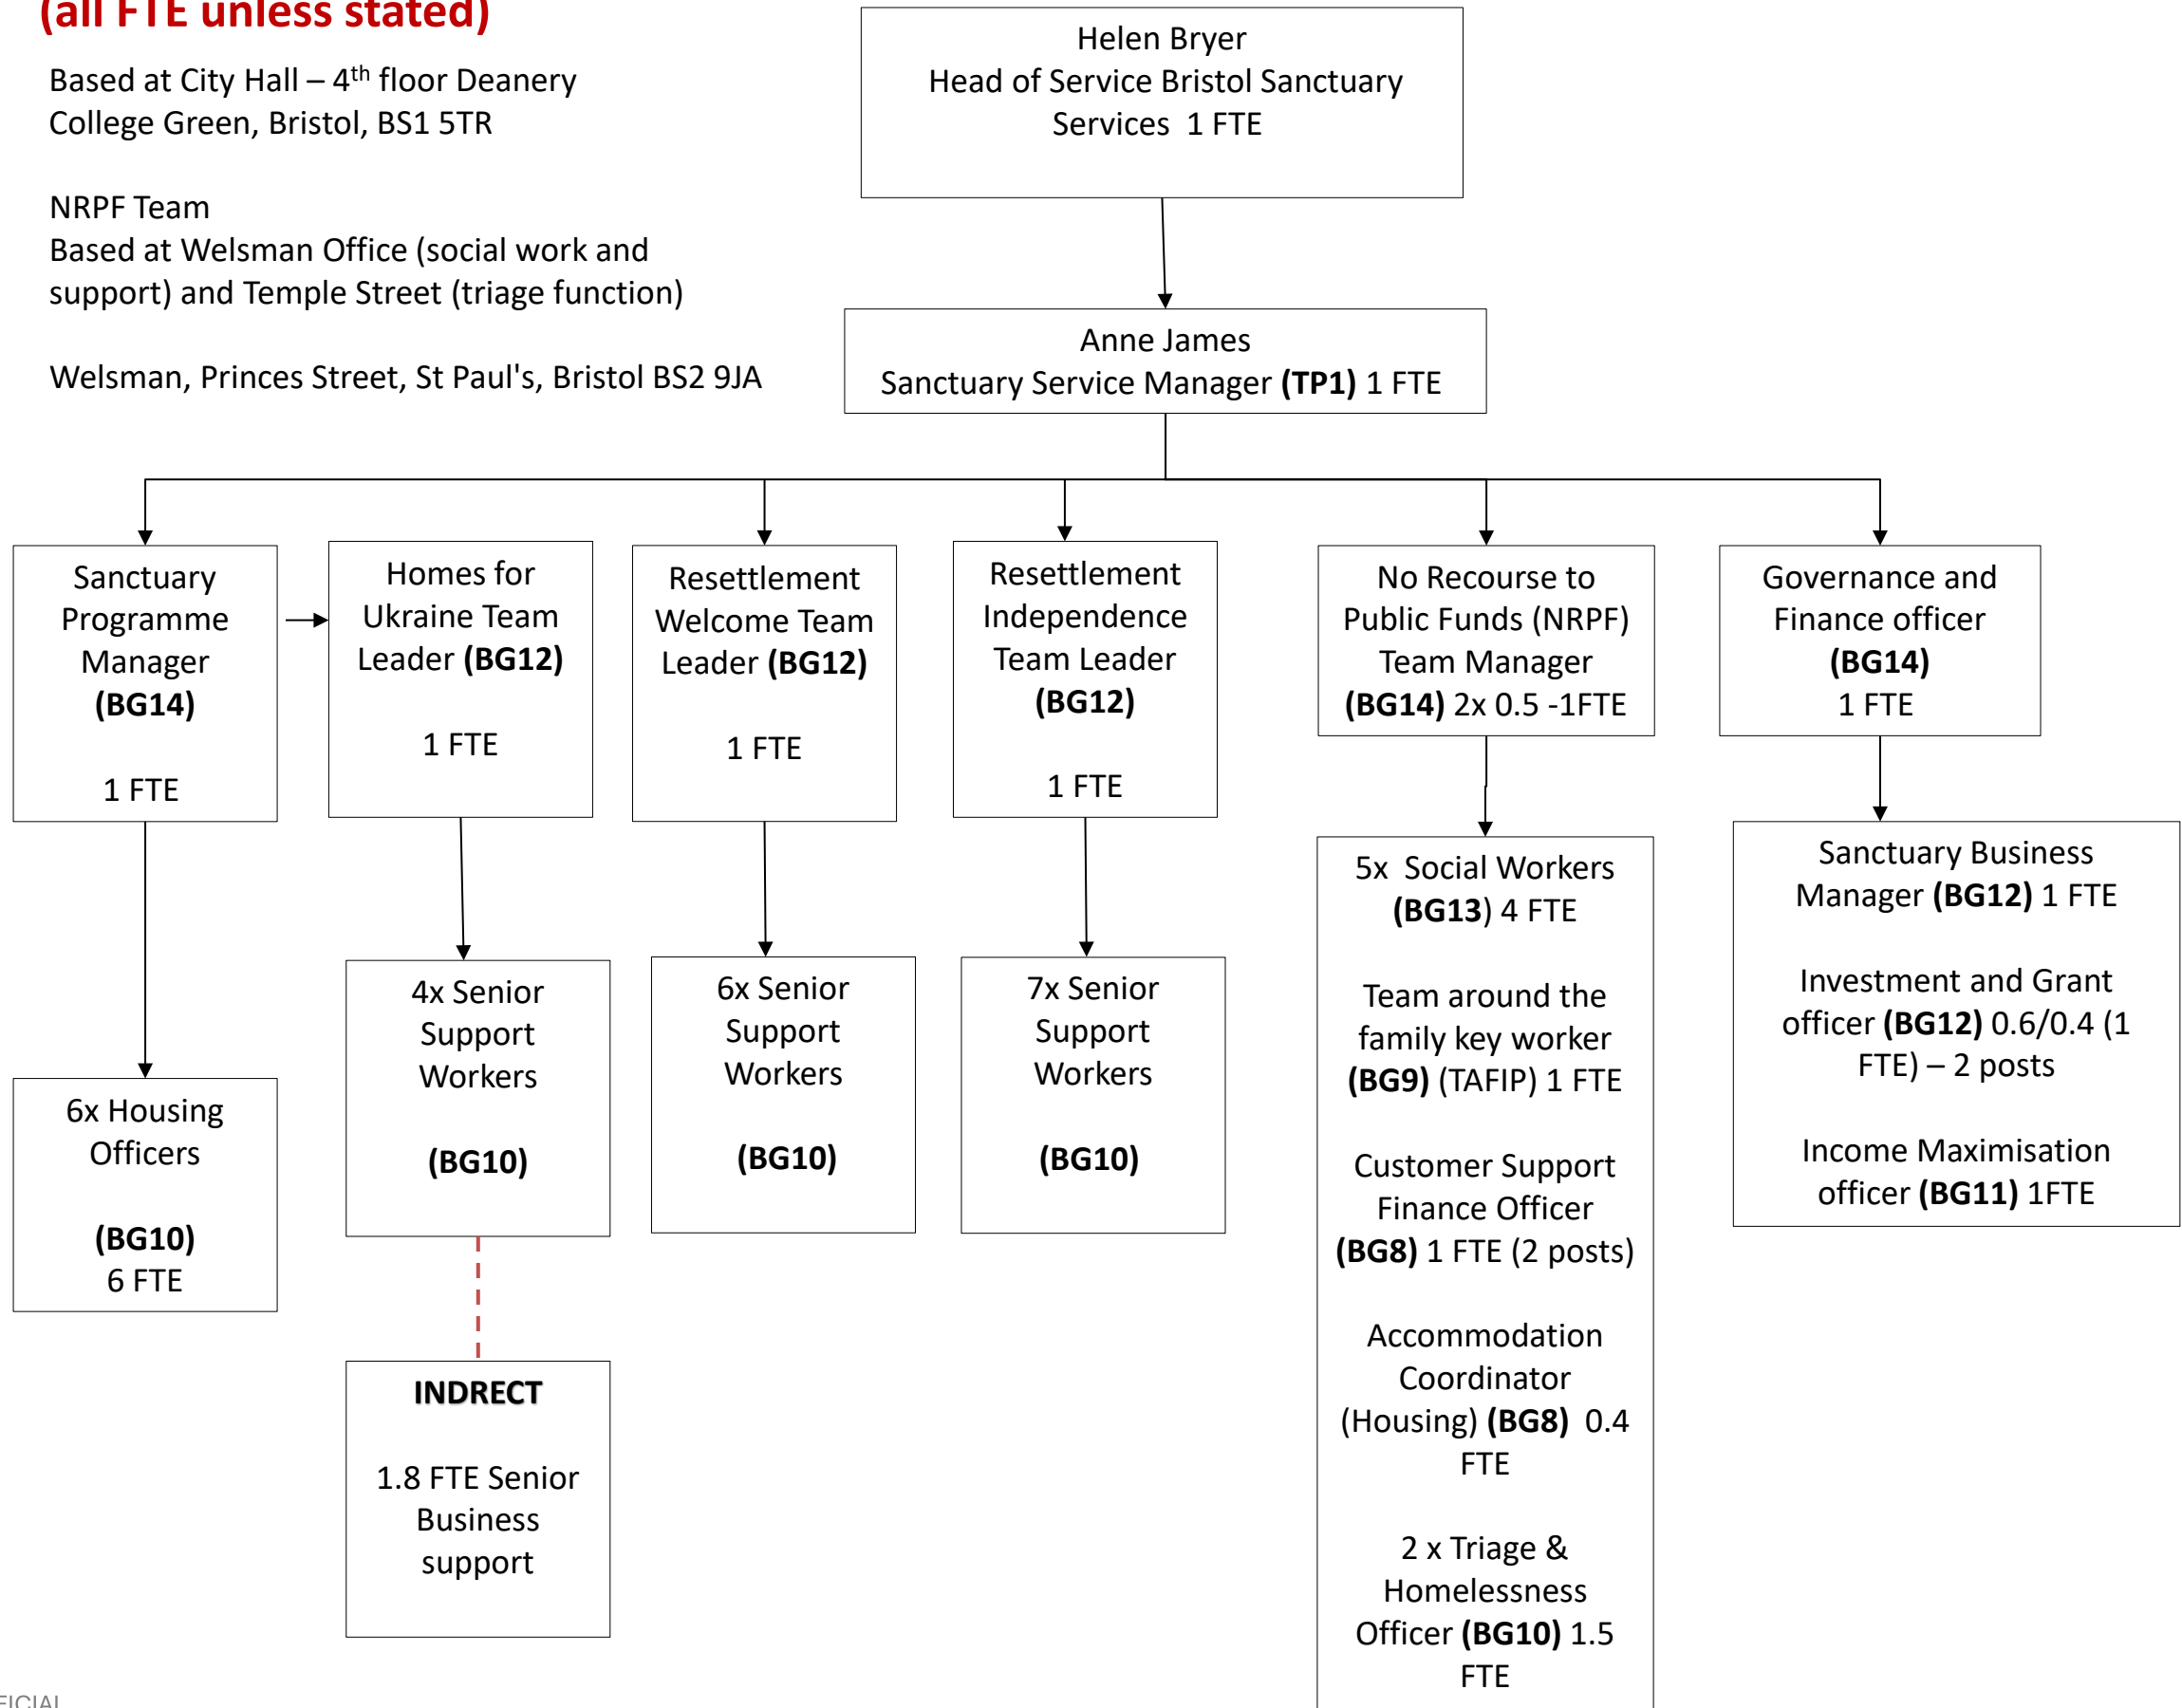 (all FTE unless stated)
Based at City Hall – 4th floor Deanery
College Green, Bristol, BS1 5TR
NRPF Team
Based at Welsman Office (social work and
support) and Temple Street (triage function)
Welsman, Princes Street, St Paul's, Bristol BS2 9JA
Helen Bryer
Head of Service Bristol Sanctuary
Services 1 FTE
Anne James
Sanctuary Service Manager (TP1) 1 FTE
Sanctuary
Programme
Manager
(BG14)
1 FTE
Homes for
Ukraine Team
Leader (BG12)
1 FTE
Resettlement
Welcome Team
Leader (BG12)
1 FTE
Resettlement
Independence
Team Leader
(BG12)
1 FTE
No Recourse to
Public Funds (NRPF)
Team Manager
(BG14) 2x 0.5 -1FTE
Governance and
Finance officer
(BG14)
1 FTE
6x Housing
Officers
(BG10)
6 FTE
4x Senior
Support
Workers
(BG10)
6x Senior
Support
Workers
(BG10)
7x Senior
Support
Workers
(BG10)
5x Social Workers
(BG13) 4 FTE
Team around the
family key worker
(BG9) (TAFIP) 1 FTE
Customer Support
Finance Officer
(BG8) 1 FTE (2 posts)
Accommodation
Coordinator
(Housing) (BG8) 0.4
FTE
2 x Triage &
Homelessness
Officer (BG10) 1.5
FTE
Sanctuary Business
Manager (BG12) 1 FTE
Investment and Grant
officer (BG12) 0.6/0.4 (1
FTE) – 2 posts
Income Maximisation
officer (BG11) 1FTE
INDRECT
1.8 FTE Senior
Business
support